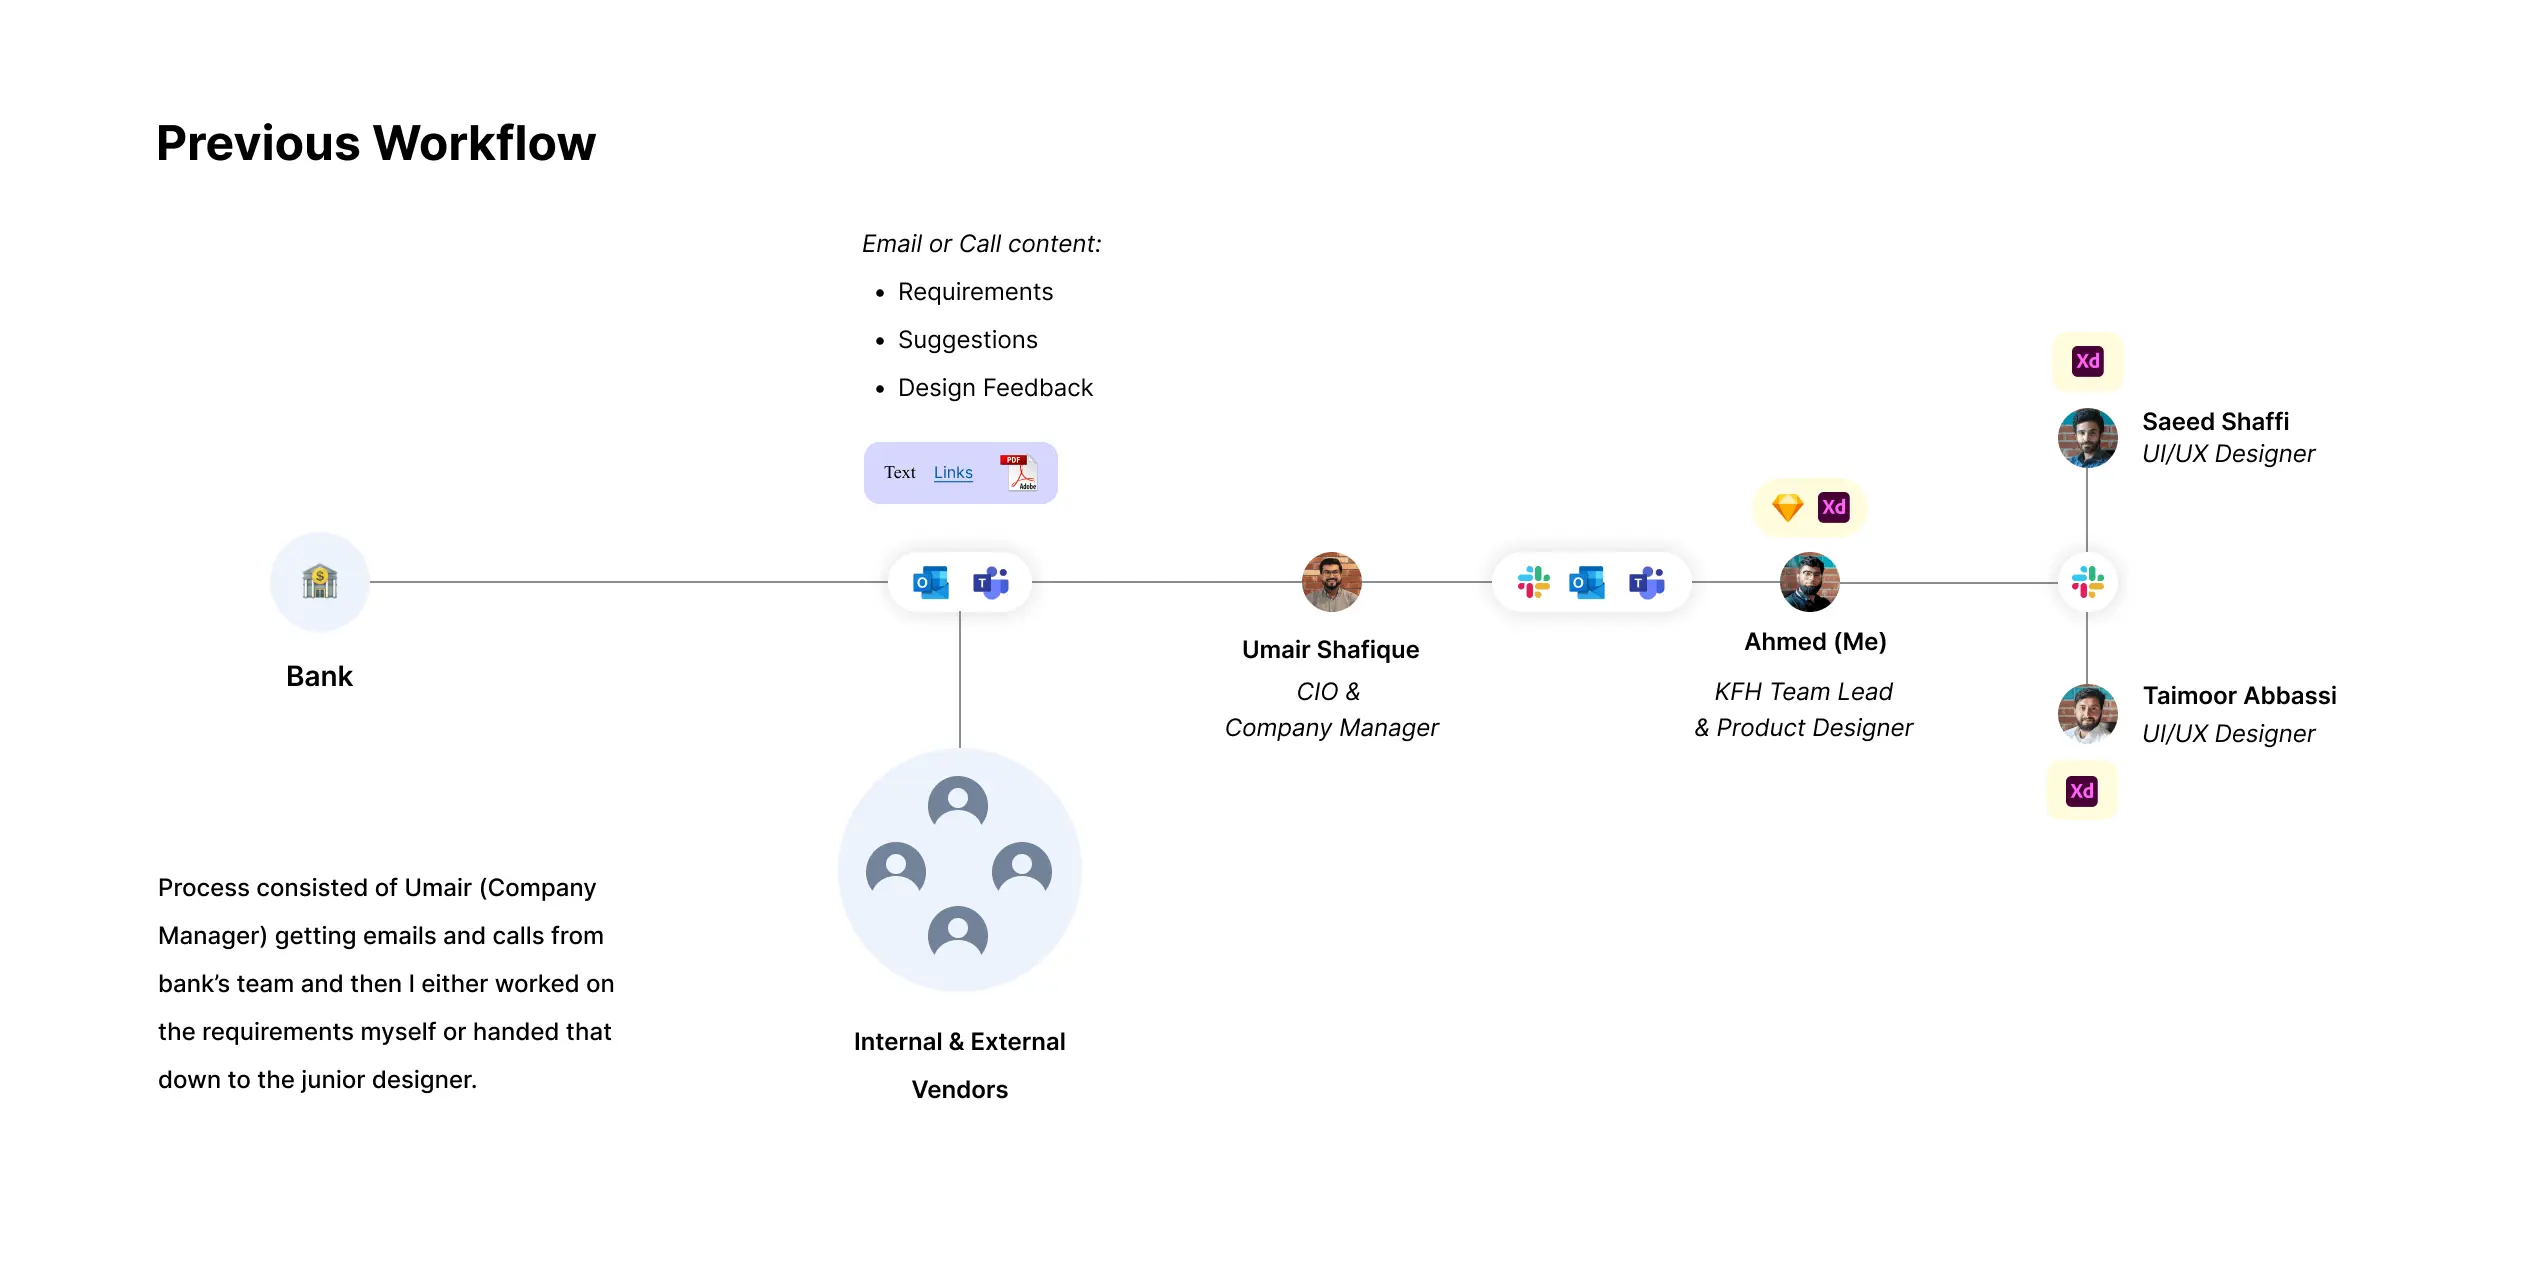 Previous Workflow
Email or Call content:
• Requirements
• Suggestions
• Design Feedback
Text Links PDF Adobe
Xd
Saeed Shaffi
UI/UX Designer
Xd
O T
O T
Bank
Umair Shafique
CIO &
Company Manager
Ahmed (Me)
KFH Team Lead
& Product Designer
Taimoor Abbassi
UI/UX Designer
Xd
Process consisted of Umair (Company
Manager) getting emails and calls from
bank’s team and then I either worked on
the requirements myself or handed that
down to the junior designer.
Internal & External
Vendors